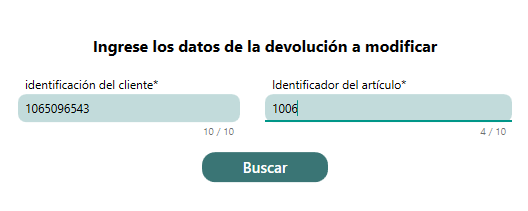 Ingrese los datos de la devolución a modificar
identificación del cliente*
Identificador del artículo*
1065096543
1006
10 / 10
4 / 10
Buscar